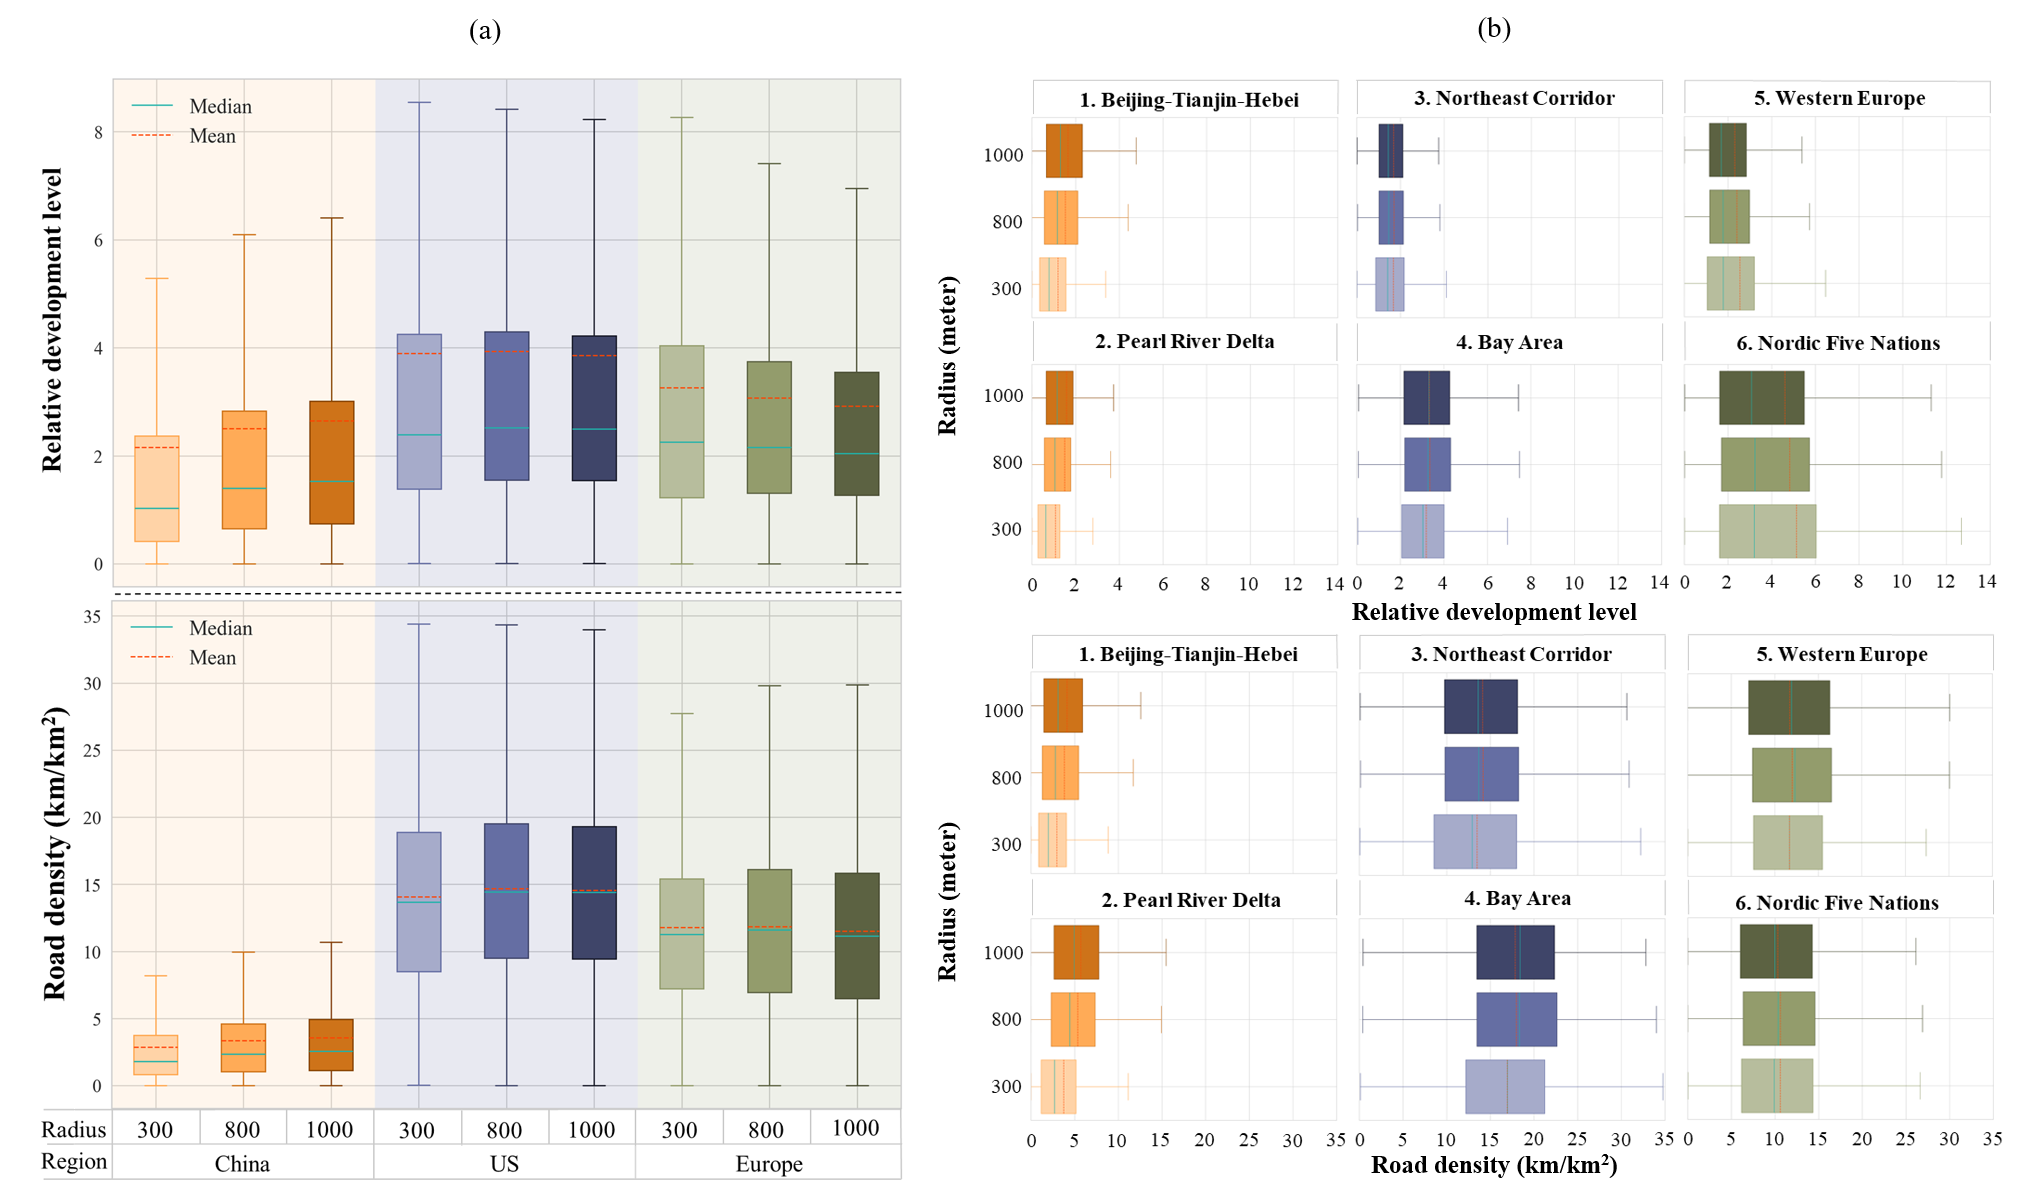 (a)
Median
Mean
8
6
4
2
0
Relative development level
Median
Mean
35
30
25
20
15
10
5
0
Road density (km/km²)
Radius 300 800 1000 300 800 1000 300 800 1000
Region China US Europe
(b)
1. Beijing-Tianjin-Hebei 3. Northeast Corridor 5. Western Europe
1000
800
300
2. Pearl River Delta 4. Bay Area 6. Nordic Five Nations
1000
800
300
Radius (meter)
0 2 4 6 8 10 12 14 0 2 4 6 8 10 12 14 0 2 4 6 8 10 12 14
Relative development level
1. Beijing-Tianjin-Hebei 3. Northeast Corridor 5. Western Europe
1000
800
300
2. Pearl River Delta 4. Bay Area 6. Nordic Five Nations
1000
800
300
Radius (meter)
0 5 10 15 20 25 30 35 0 5 10 15 20 25 30 35 0 5 10 15 20 25 30 35
Road density (km/km²)